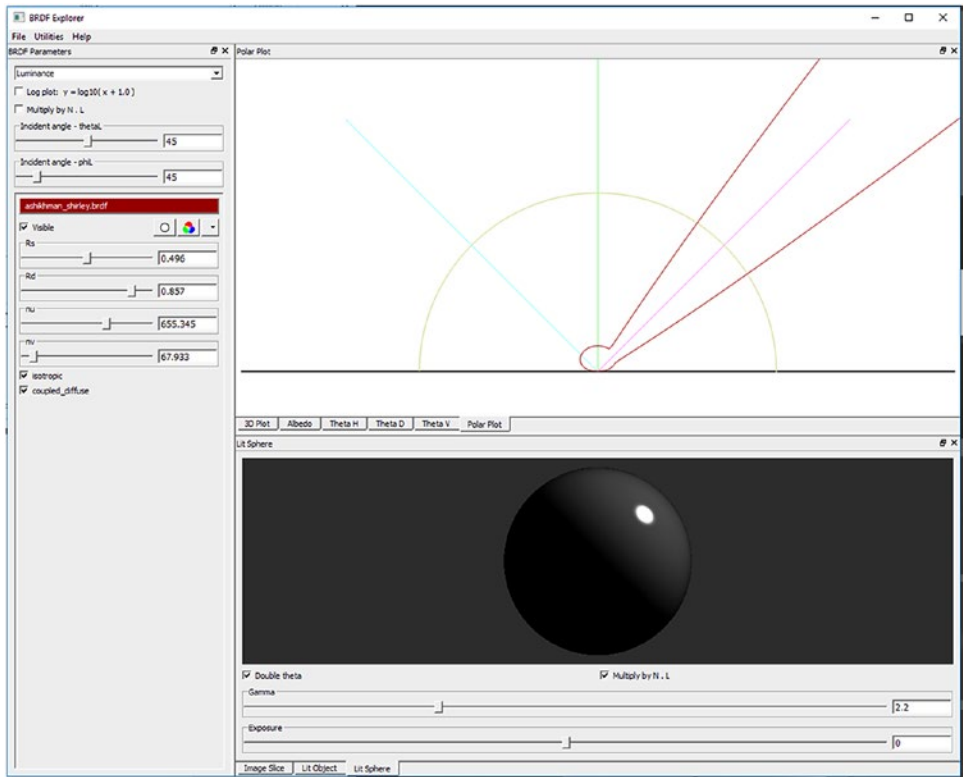 BRDF Explorer
File Utilities Help
BRDF Parameters
Luminance
Log plot: y = log10( x + 1.0 )
Multiply by N . L
Incident angle - thetaL
45
Incident angle - phiL
45
ashikhman_shirley.brdf
Visible
Rs
0.496
Rd
0.857
nu
655.345
nv
67.933
isotropic
coupled_diffuse
Polar Plot
3D Plot Albedo Theta H Theta D Theta V Polar Plot
Lit Sphere
Double theta Multiply by N . L
Gamma
2.2
Exposure
0
Image Slice Lit Object Lit Sphere